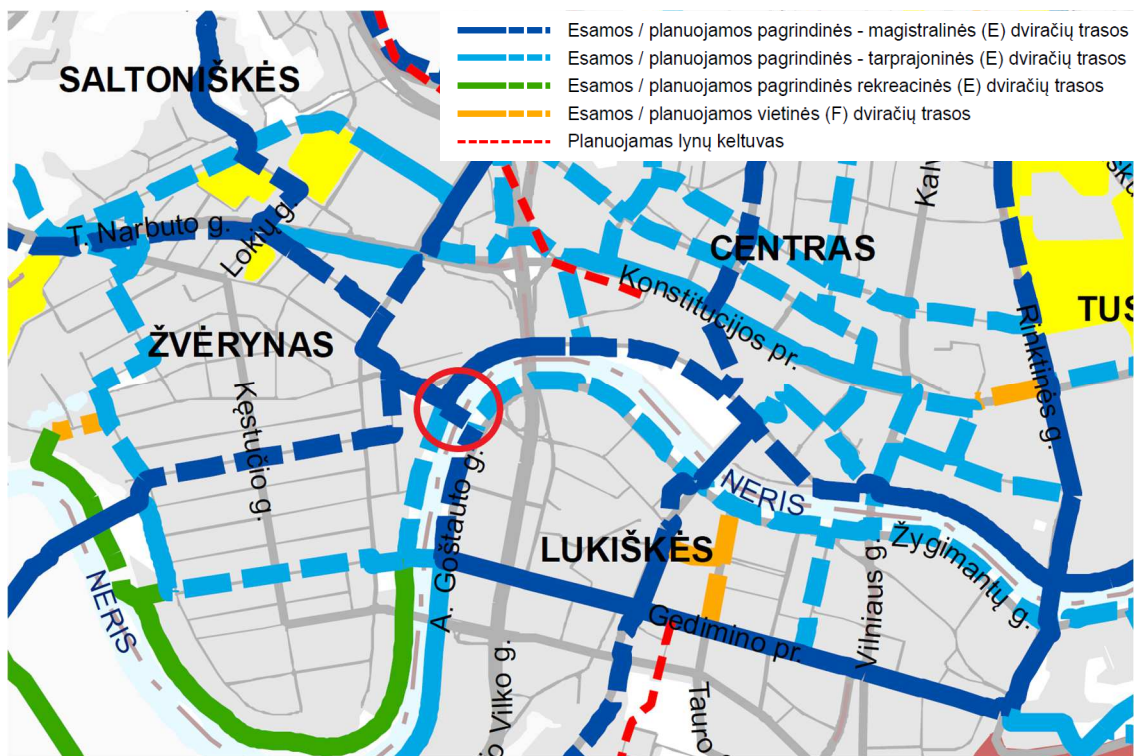 Esamos / planuojamos pagrindinės - magistralinės (E) dviračių trasos
Esamos / planuojamos pagrindinės - tarprajoninės (E) dviračių trasos
Esamos / planuojamos pagrindinės rekreacinės (E) dviračių trasos
Esamos / planuojamos vietinės (F) dviračių trasos
Planuojamas lynų keltuvas
SALTONIŠKĖS
T. Narbuto g.
Lokių g.
CENTRAS
Konstitucijos pr.
Kalv
TUS
Rinktinės g.
ŽVĖRYNAS
Kęstučio g.
A. Goštauto g.
NERIS
LUKIŠKĖS
NERIS
Žygimantų g.
Vilniaus g.
Gedimino pr.
o Vilko g.
Tauro